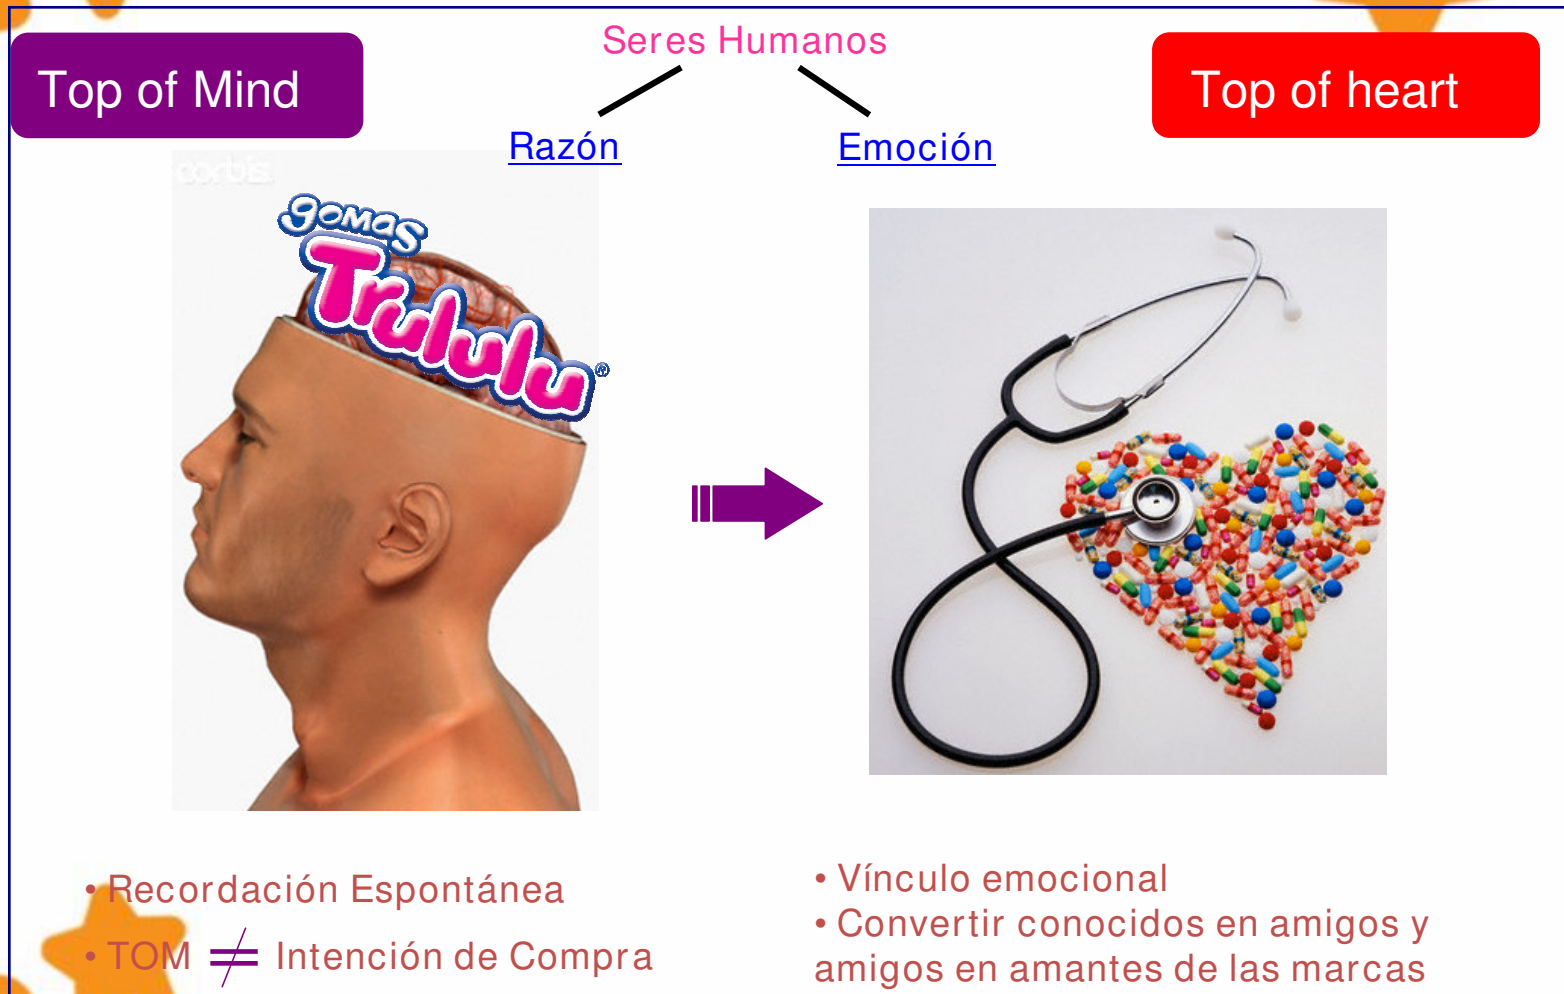 Seres Humanos
Top of Mind
Top of heart
Razón
Emoción
corbis
gomas
Trululu®
• Recordación Espontánea
• TOM ≠ Intención de Compra
• Vínculo emocional
• Convertir conocidos en amigos y
amigos en amantes de las marcas